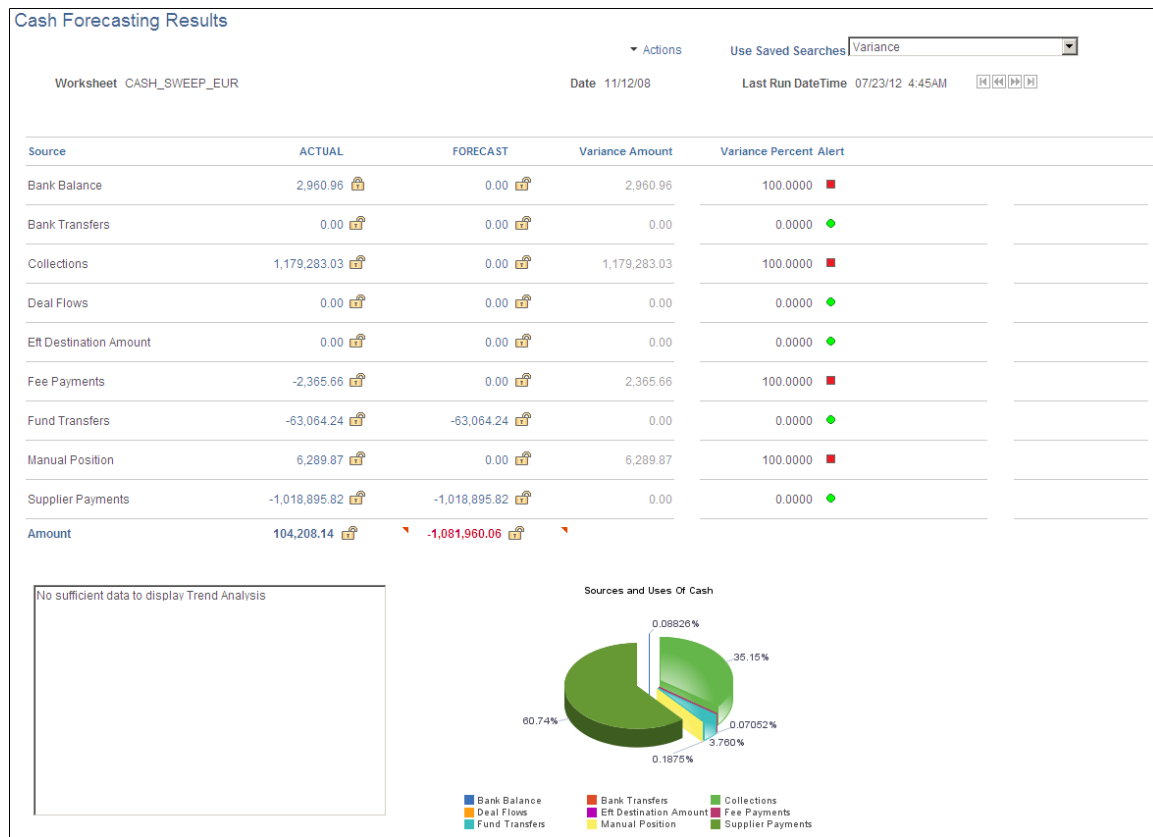 Cash Forecasting Results
Actions Use Saved Searches Variance
Worksheet CASH_SWEEP_EUR Date 11/12/08 Last Run DateTime 07/23/12 4:45AM
Source ACTUAL FORECAST Variance Amount Variance Percent Alert
Bank Balance 2,960.96 0.00 2,960.96 100.0000
Bank Transfers 0.00 0.00 0.00 0.0000
Collections 1,179,283.03 0.00 1,179,283.03 100.0000
Deal Flows 0.00 0.00 0.00 0.0000
Eft Destination Amount 0.00 0.00 0.00 0.0000
Fee Payments -2,365.66 0.00 2,365.66 100.0000
Fund Transfers -63,064.24 -63,064.24 0.00 0.0000
Manual Position 6,289.87 0.00 6,289.87 100.0000
Supplier Payments -1,018,895.82 -1,018,895.82 0.00 0.0000
Amount 104,208.14 -1,081,960.06
No sufficient data to display Trend Analysis
Sources and Uses Of Cash
0.08826%
35.15%
60.74%
0.07052%
3.760%
0.1875%
Bank Balance Bank Transfers Collections
Deal Flows Eft Destination Amount Fee Payments
Fund Transfers Manual Position Supplier Payments